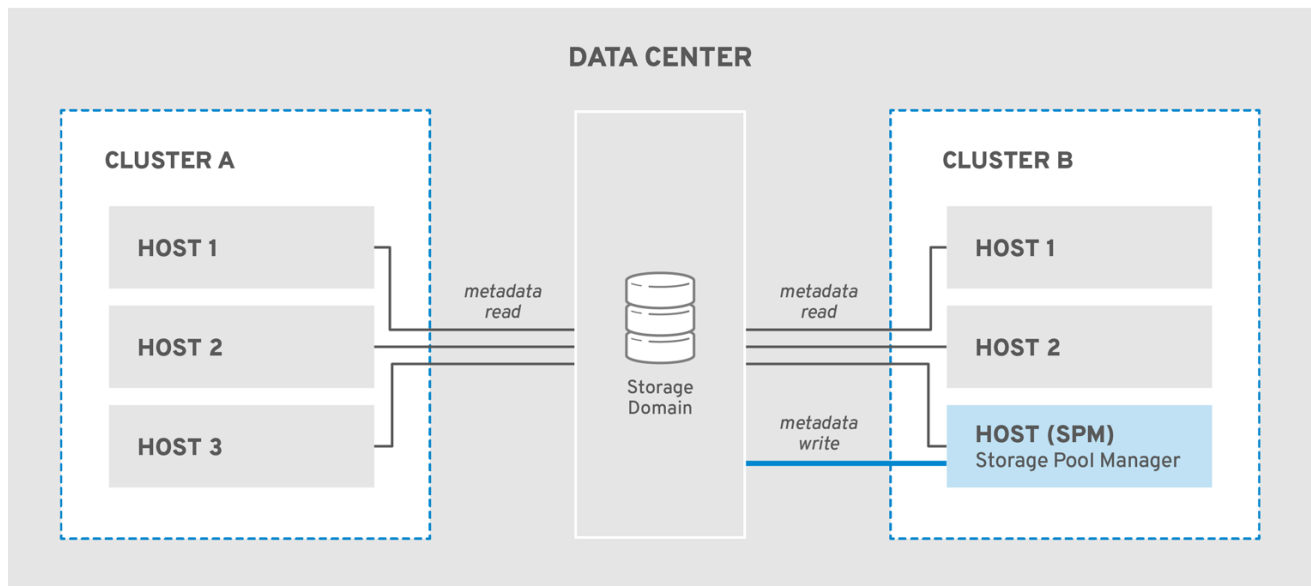 DATA CENTER
CLUSTER A
HOST 1
HOST 2
HOST 3
metadata
read
Storage
Domain
metadata
read
metadata
write
CLUSTER B
HOST 1
HOST 2
HOST (SPM)
Storage Pool Manager